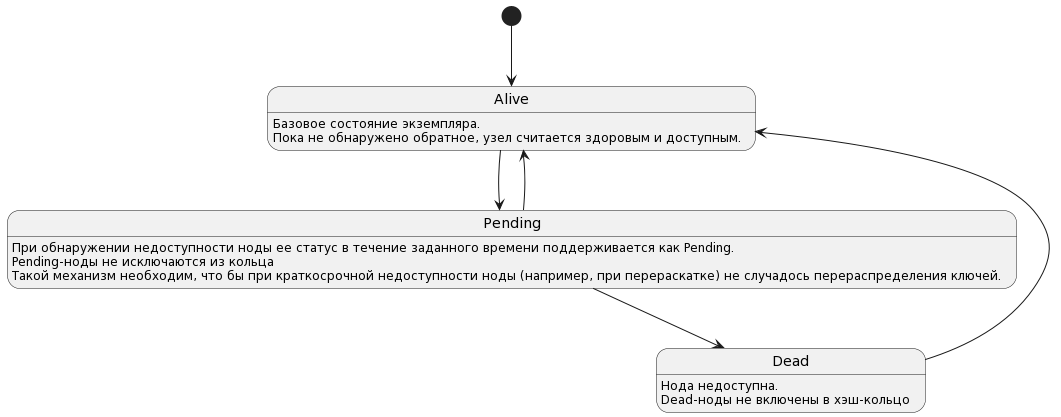 Alive
Базовое состояние экземпляра.
Пока не обнаружено обратное, узел считается здоровым и доступным.
Pending
При обнаружении недоступности ноды ее статус в течение заданного времени поддерживается как Pending.
Pending-ноды не исключаются из кольца
Такой механизм необходим, что бы при краткосрочной недоступности ноды (например, при перераскатке) не случадось перераспределения ключей.
Dead
Нода недоступна.
Dead-ноды не включены в хэш-кольцо